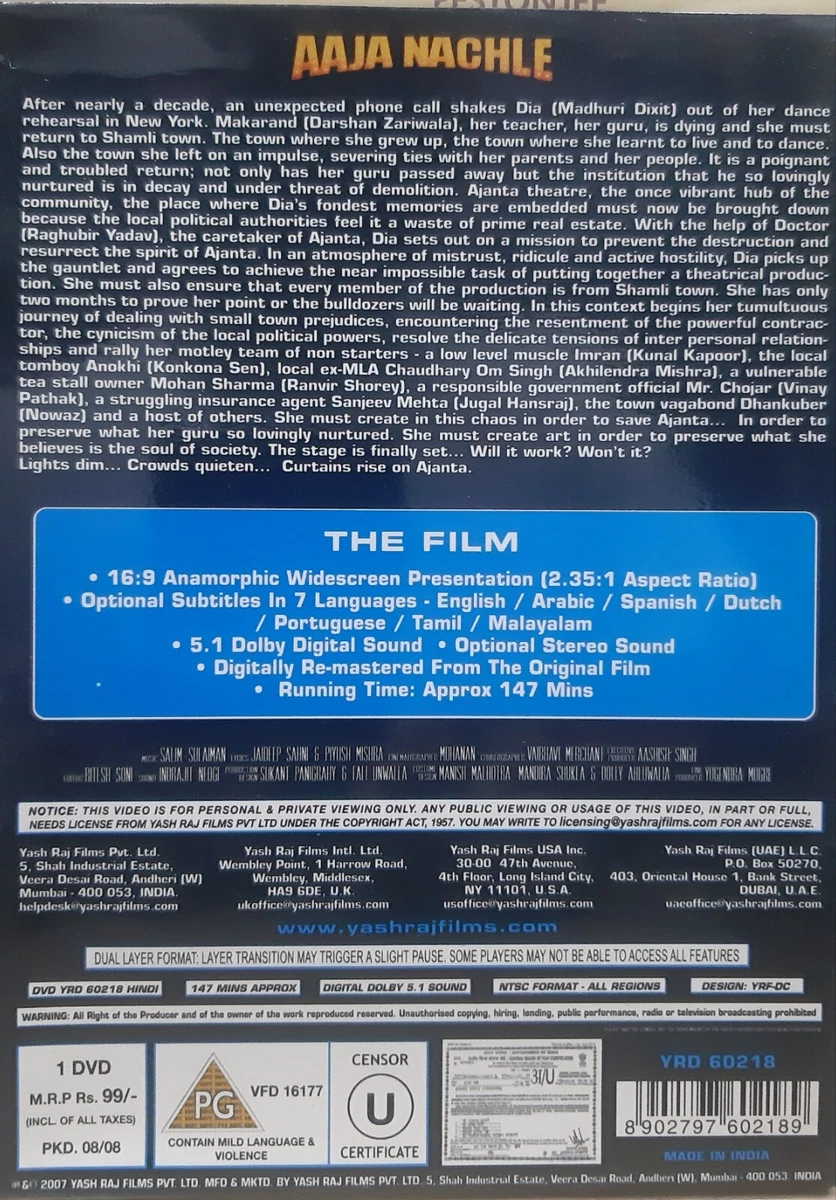 PESTONJEE
AAJA NACHLE
After nearly a decade, an unexpected phone call shakes Dia (Madhuri Dixit) out of her dance
rehearsal in New York. Makarand (Darshan Zariwala), her teacher, her guru, is dying and she must
return to Shamli town. The town where she grew up, the town where she learnt to live and to dance.
Also the town she left on an impulse, severing ties with her parents and her people. It is a poignant
and troubled return; not only has her guru passed away but the institution that he so lovingly
nurtured is in decay and under threat of demolition. Ajanta theatre, the once vibrant hub of the
community, the place where Dia's fondest memories are embedded must now be brought down
because the local political authorities feel it a waste of prime real estate. With the help of Doctor
(Raghubir Yadav), the caretaker of Ajanta, Dia sets out on a mission to prevent the destruction and
resurrect the spirit of Ajanta. In an atmosphere of mistrust, ridicule and active hostility, Dia picks up
the gauntlet and agrees to achieve the near impossible task of putting together a theatrical produc-
tion. She must also ensure that every member of the production is from Shamli town. She has only
two months to prove her point or the bulldozers will be waiting. In this context begins her tumultuous
journey of dealing with small town prejudices, encountering the resentment of the powerful contrac-
tor, the cynicism of the local political powers, resolve the delicate tensions of inter personal relation-
ships and rally her motley team of non starters - a low level muscle Imran (Kunal Kapoor), the local
tomboy Anokhi (Konkona Sen), local ex-MLA Chaudhary Om Singh (Akhilendra Mishra), a vulnerable
tea stall owner Mohan Sharma (Ranvir Shorey), a responsible government official Mr. Chojar (Vinay
Pathak), a struggling insurance agent Sanjeev Mehta (Jugal Hansraj), the town vagabond Dhankuber
(Nowaz) and a host of others. She must create in this chaos in order to save Ajanta... In order to
preserve what her guru so lovingly nurtured. She must create art in order to preserve what she
believes is the soul of society. The stage is finally set... Will it work? Won't it?
Lights dim... Crowds quieten... Curtains rise on Ajanta.
THE FILM
• 16:9 Anamorphic Widescreen Presentation (2.35:1 Aspect Ratio)
• Optional Subtitles In 7 Languages - English / Arabic / Spanish / Dutch
/ Portuguese / Tamil / Malayalam
• 5.1 Dolby Digital Sound • Optional Stereo Sound
• Digitally Re-mastered From The Original Film
• Running Time: Approx 147 Mins
MUSIC SALIM SULAIMAN LYRICS JAIDEEP SAHNI & PIYUSH MISHRA CINEMATOGRAPHER MOHANAN CHOREOGRAPHER VAIBHAVI MERCHANT EXECUTIVE PRODUCER AASHISH SINGH
EDITOR RITESH SONI SOUND INDRAJIT NEOGI PRODUCTION DESIGN SUKANT PANIGRAHY & FALI UNWALLA COSTUME DESIGN MANISH MALHOTRA, MANDIRA SHUKLA & DOLLY AHLUWALIA LINE PRODUCER YOGENDRA MOGRE
NOTICE: THIS VIDEO IS FOR PERSONAL & PRIVATE VIEWING ONLY. ANY PUBLIC VIEWING OR USAGE OF THIS VIDEO, IN PART OR FULL,
NEEDS LICENSE FROM YASH RAJ FILMS PVT LTD UNDER THE COPYRIGHT ACT, 1957. YOU MAY WRITE TO licensing@yashrajfilms.com FOR ANY LICENSE.
Yash Raj Films Pvt. Ltd.
5, Shah Industrial Estate,
Veera Desai Road, Andheri (W)
Mumbai - 400 053, INDIA.
helpdesk@yashrajfilms.com
Yash Raj Films Intl. Ltd.
Wembley Point, 1 Harrow Road,
Wembley, Middlesex,
HA9 6DE, U.K.
ukoffice@yashrajfilms.com
Yash Raj Films USA Inc.
30-00 47th Avenue,
4th Floor, Long Island City,
NY 11101, U.S.A.
usoffice@yashrajfilms.com
Yash Raj Films (UAE) L.L.C.
P.O. Box 50270,
403, Oriental House 1, Bank Street,
DUBAI, U.A.E.
uaeoffice@yashrajfilms.com
www.yashrajfilms.com
DUAL LAYER FORMAT: LAYER TRANSITION MAY TRIGGER A SLIGHT PAUSE. SOME PLAYERS MAY NOT BE ABLE TO ACCESS ALL FEATURES
DVD YRD 60218 HINDI
147 MINS APPROX
DIGITAL DOLBY 5.1 SOUND
NTSC FORMAT - ALL REGIONS
DESIGN: YRF-DC
WARNING: All Right of the Producer and of the owner of the work reproduced reserved. Unauthorised copying, hiring, lending, public performance, radio or television broadcasting prohibited
1 DVD
M.R.P Rs. 99/-
(INCL. OF ALL TAXES)
PKD. 08/08
PG
VFD 16177
CONTAIN MILD LANGUAGE &
VIOLENCE
CENSOR
U
CERTIFICATE
YRD 60218
8 902797 602189
MADE IN INDIA
℗&© 2007 YASH RAJ FILMS PVT. LTD. MFD & MKTD. BY YASH RAJ FILMS PVT. LTD. 5, Shah Industrial Estate, Veera Desai Road, Andheri (W), Mumbai - 400 053. INDIA